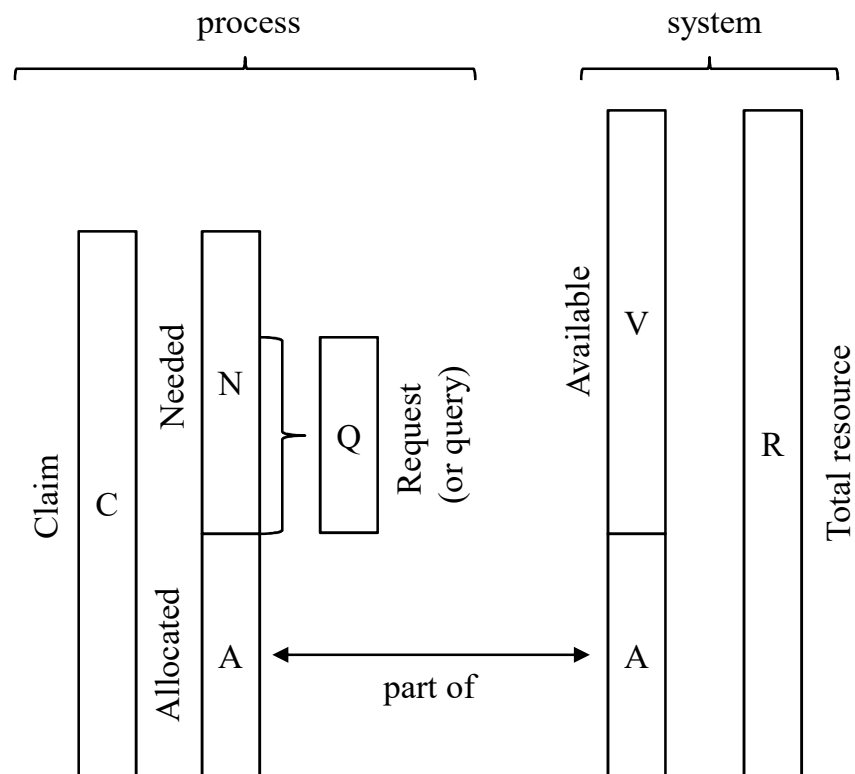 process
system
Claim
C
Needed
N
Allocated
A
Q
Request
(or query)
part of
Available
V
A
R
Total resource